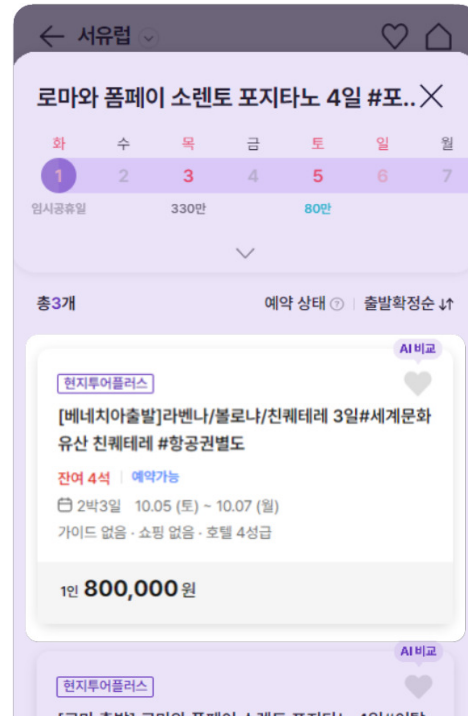 서유럽
로마와 폼페이 소렌토 포지타노 4일 #포..
화 수 목 금 토 일 월
1 2 3 4 5 6 7
임시공휴일 330만 80만
총3개 예약 상태 ? 출발확정순
AI 비교
현지투어플러스
[베네치아출발]라벤나/볼로냐/친퀘테레 3일#세계문화
유산 친퀘테레 #항공권별도
잔여 4석 예약가능
2박3일 10.05 (토) ~ 10.07 (월)
가이드 없음 · 쇼핑 없음 · 호텔 4성급
1인 800,000 원
AI 비교
현지투어플러스